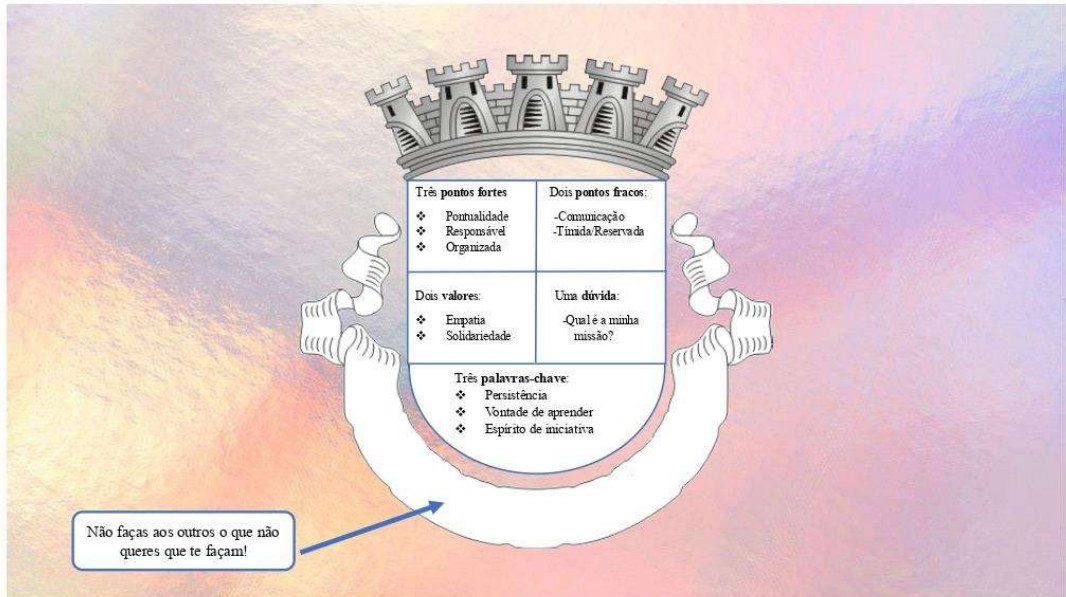 Três pontos fortes
❖ Pontualidade
❖ Responsável
❖ Organizada
Dois pontos fracos:
-Comunicação
-Tímida/Reservada
Dois valores:
❖ Empatia
❖ Solidariedade
Uma dúvida:
-Qual é a minha
missão?
Três palavras-chave:
❖ Persistência
❖ Vontade de aprender
❖ Espírito de iniciativa
Não faças aos outros o que não
queres que te façam!